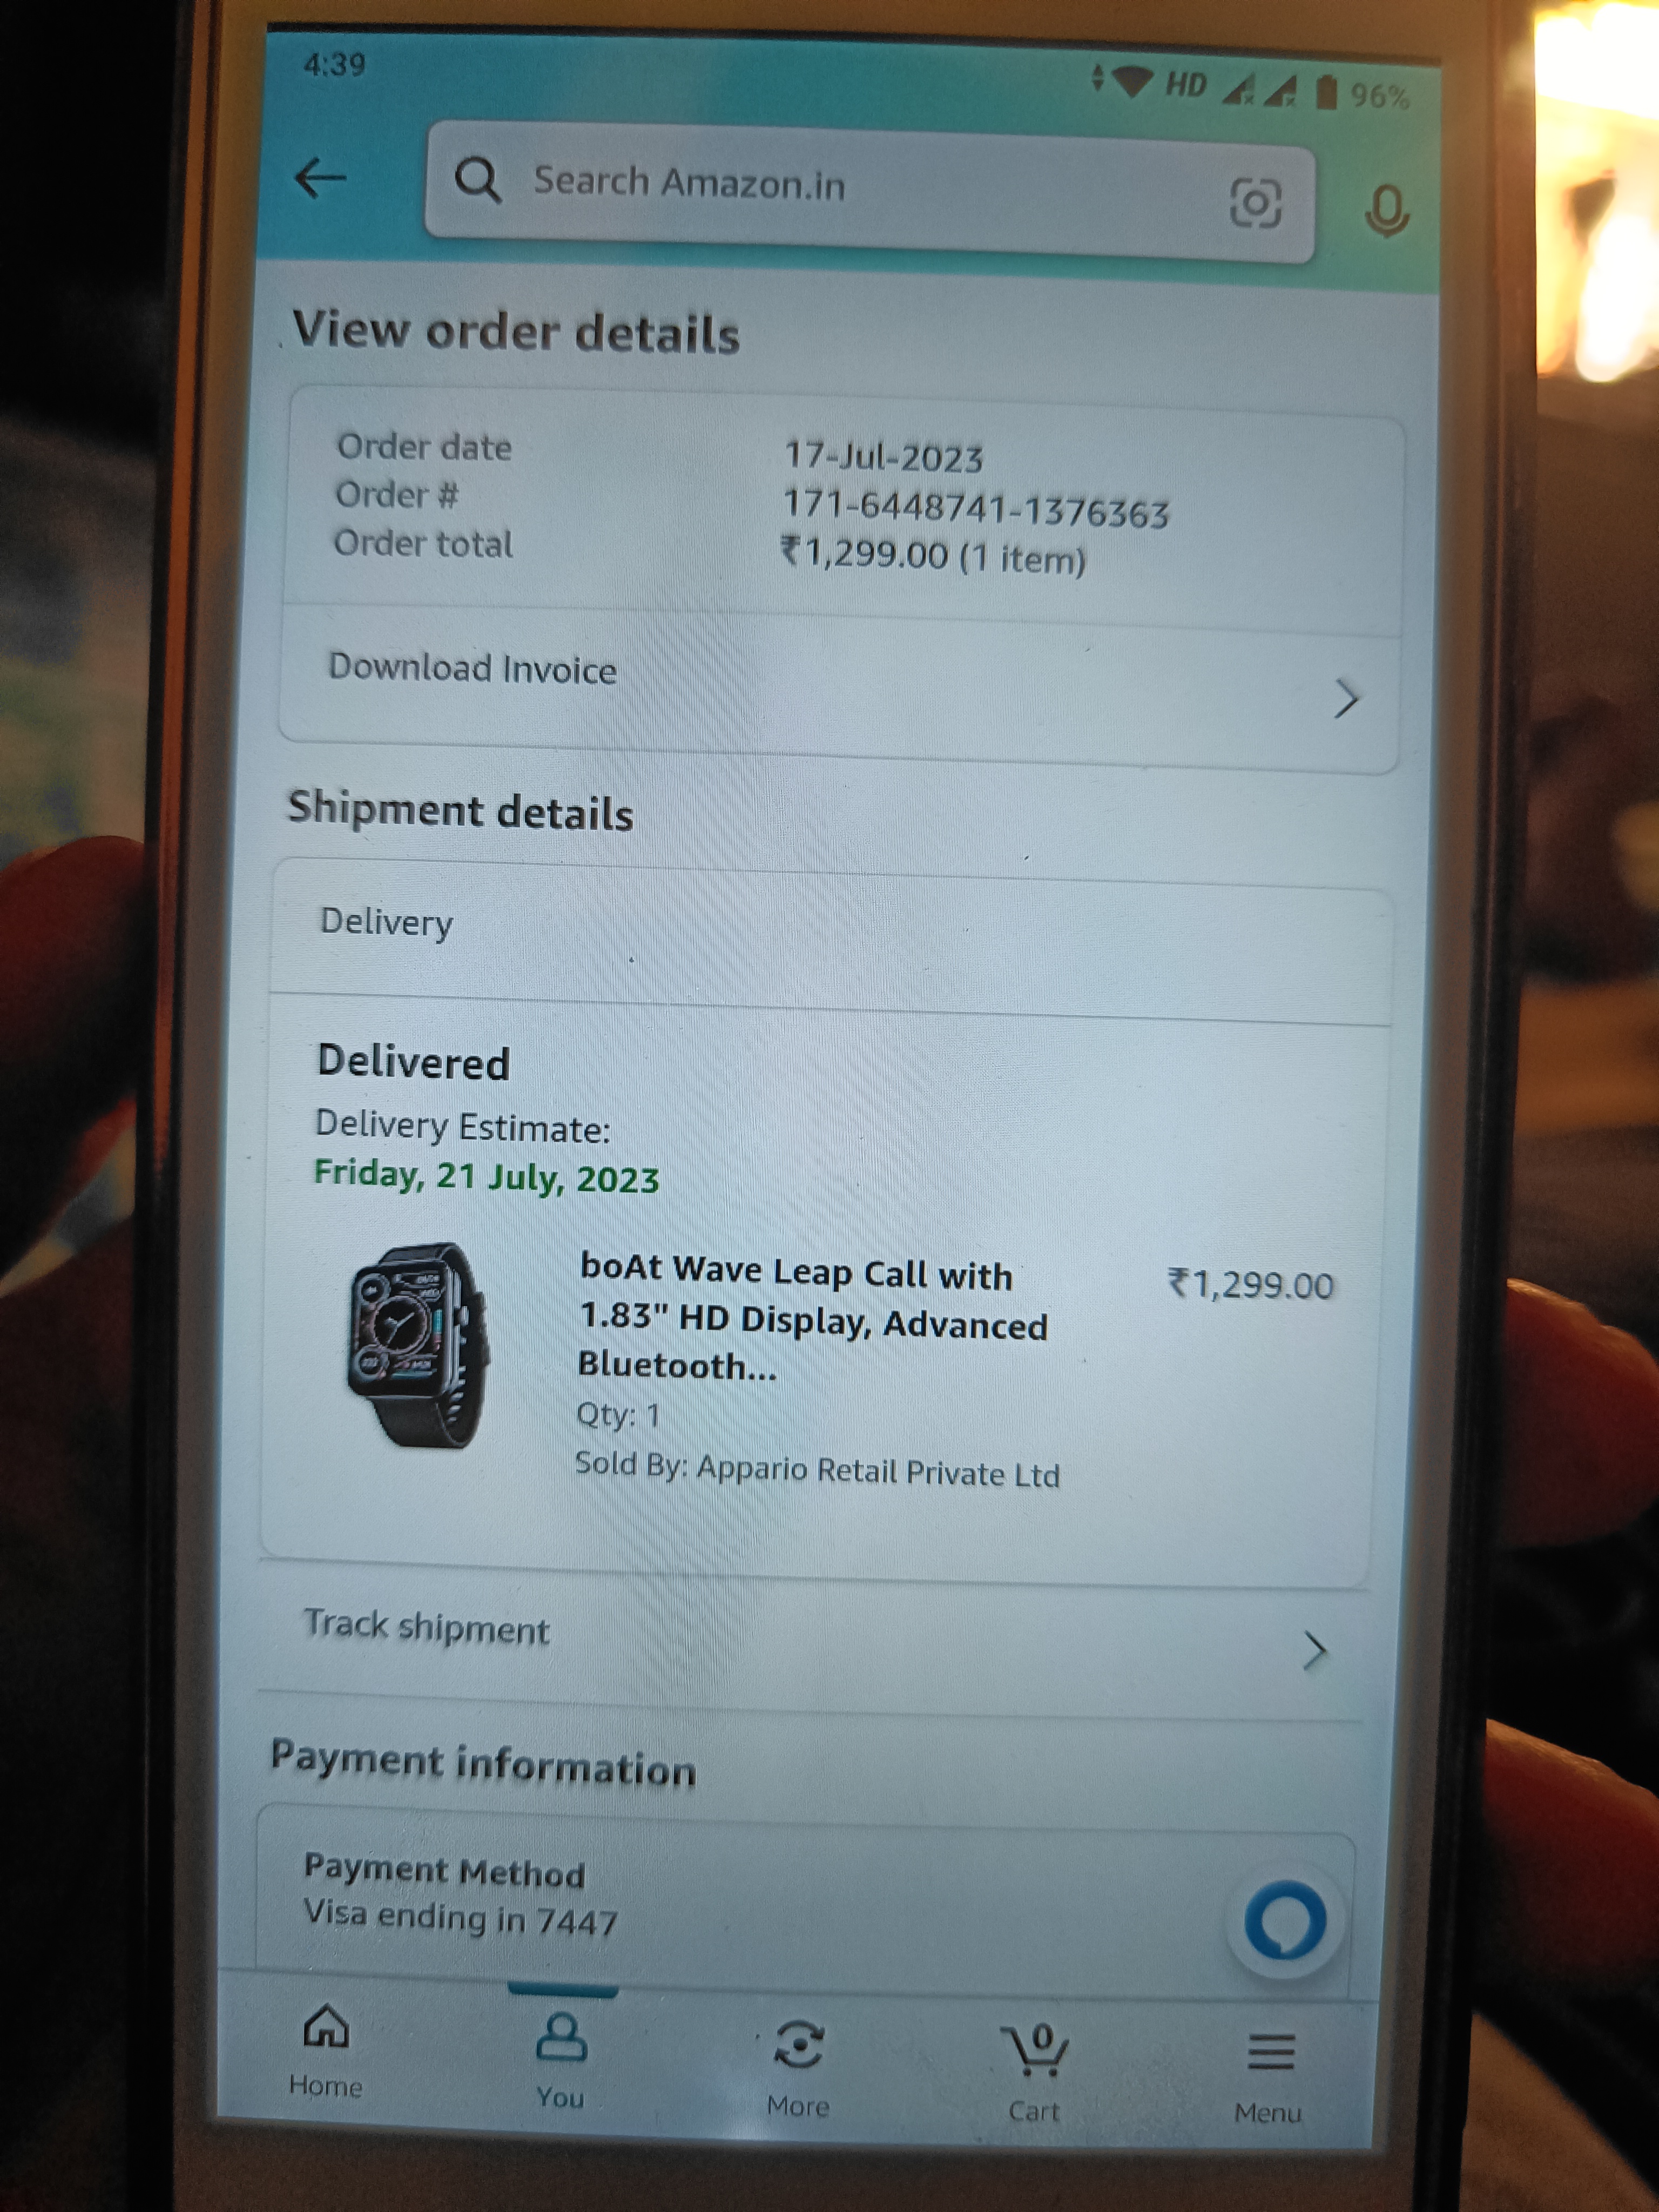 4:39
HD 96%
Search Amazon.in
View order details
Order date 17-Jul-2023
Order # 171-6448741-1376363
Order total ₹1,299.00 (1 item)
Download Invoice
Shipment details
Delivery
Delivered
Delivery Estimate:
Friday, 21 July, 2023
boAt Wave Leap Call with ₹1,299.00
1.83" HD Display, Advanced
Bluetooth...
Qty: 1
Sold By: Appario Retail Private Ltd
Track shipment
Payment information
Payment Method
Visa ending in 7447
0
Home You More Cart Menu